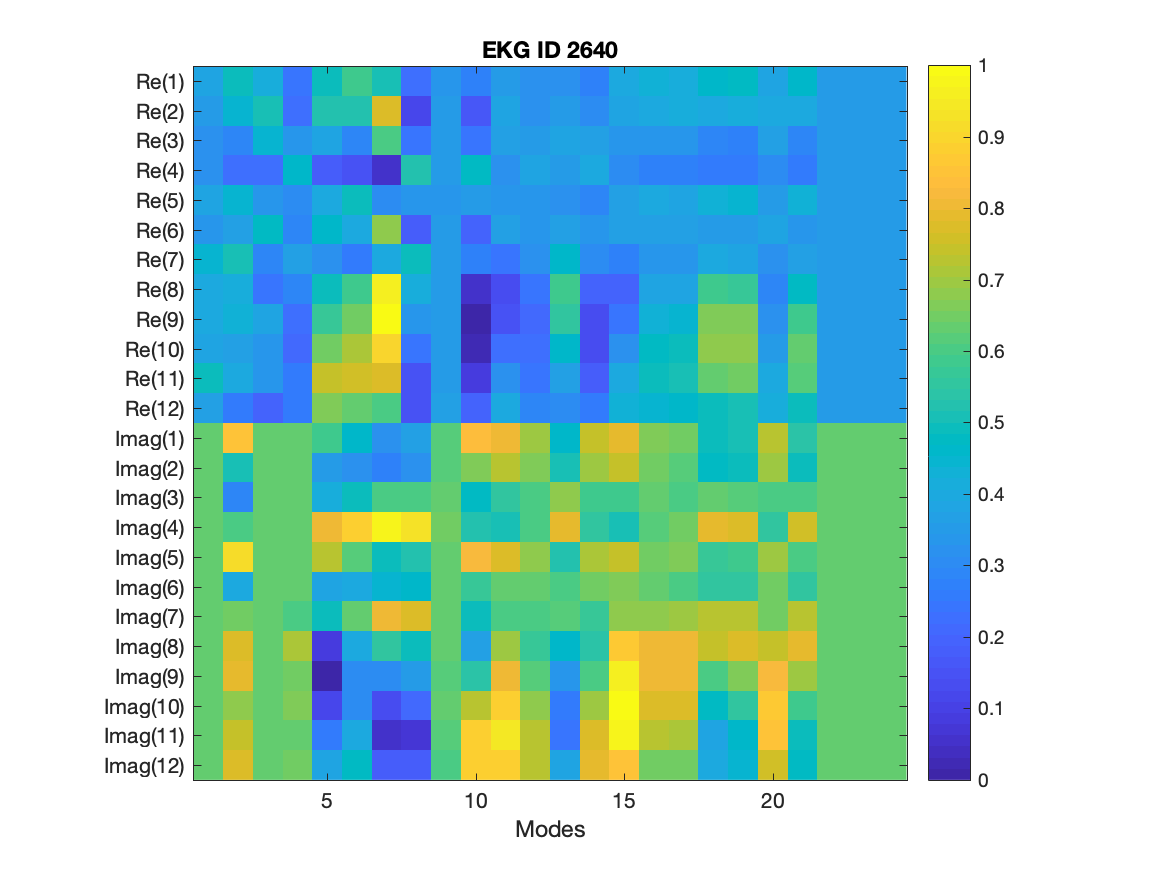 EKG ID 2640
Re(1)
Re(2)
Re(3)
Re(4)
Re(5)
Re(6)
Re(7)
Re(8)
Re(9)
Re(10)
Re(11)
Re(12)
Imag(1)
Imag(2)
Imag(3)
Imag(4)
Imag(5)
Imag(6)
Imag(7)
Imag(8)
Imag(9)
Imag(10)
Imag(11)
Imag(12)
5 10 15 20
Modes
1
0.9
0.8
0.7
0.6
0.5
0.4
0.3
0.2
0.1
0